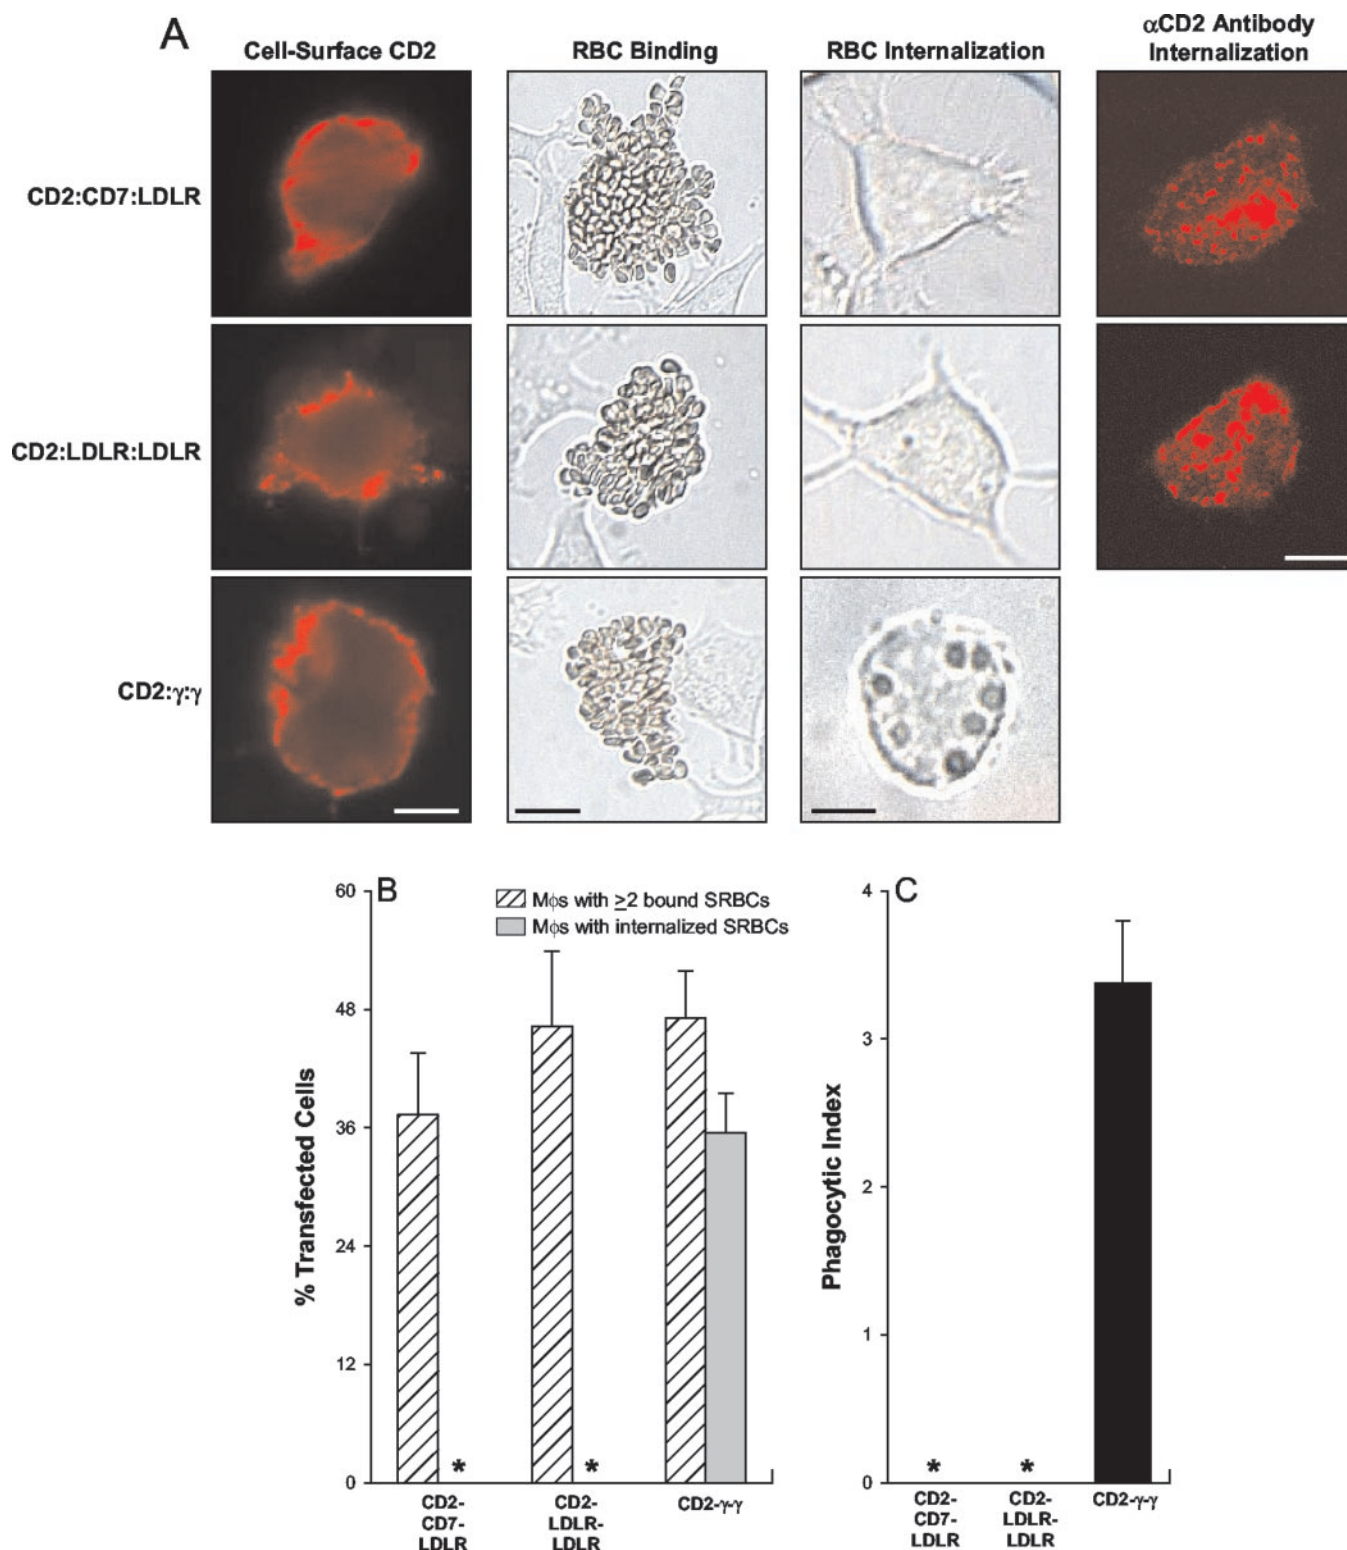 A
Cell-Surface CD2
RBC Binding
RBC Internalization
αCD2 Antibody
Internalization
CD2:CD7:LDLR
CD2:LDLR:LDLR
CD2:γ:γ
B
% Transfected Cells
60
48
36
24
12
0
Mϕs with ≥2 bound SRBCs
Mϕs with internalized SRBCs
*
*
CD2-
CD7-
LDLR
CD2-
LDLR-
LDLR
CD2-γ-γ
C
Phagocytic Index
4
3
2
1
0
*
*
CD2-
CD7-
LDLR
CD2-
LDLR-
LDLR
CD2-γ-γ